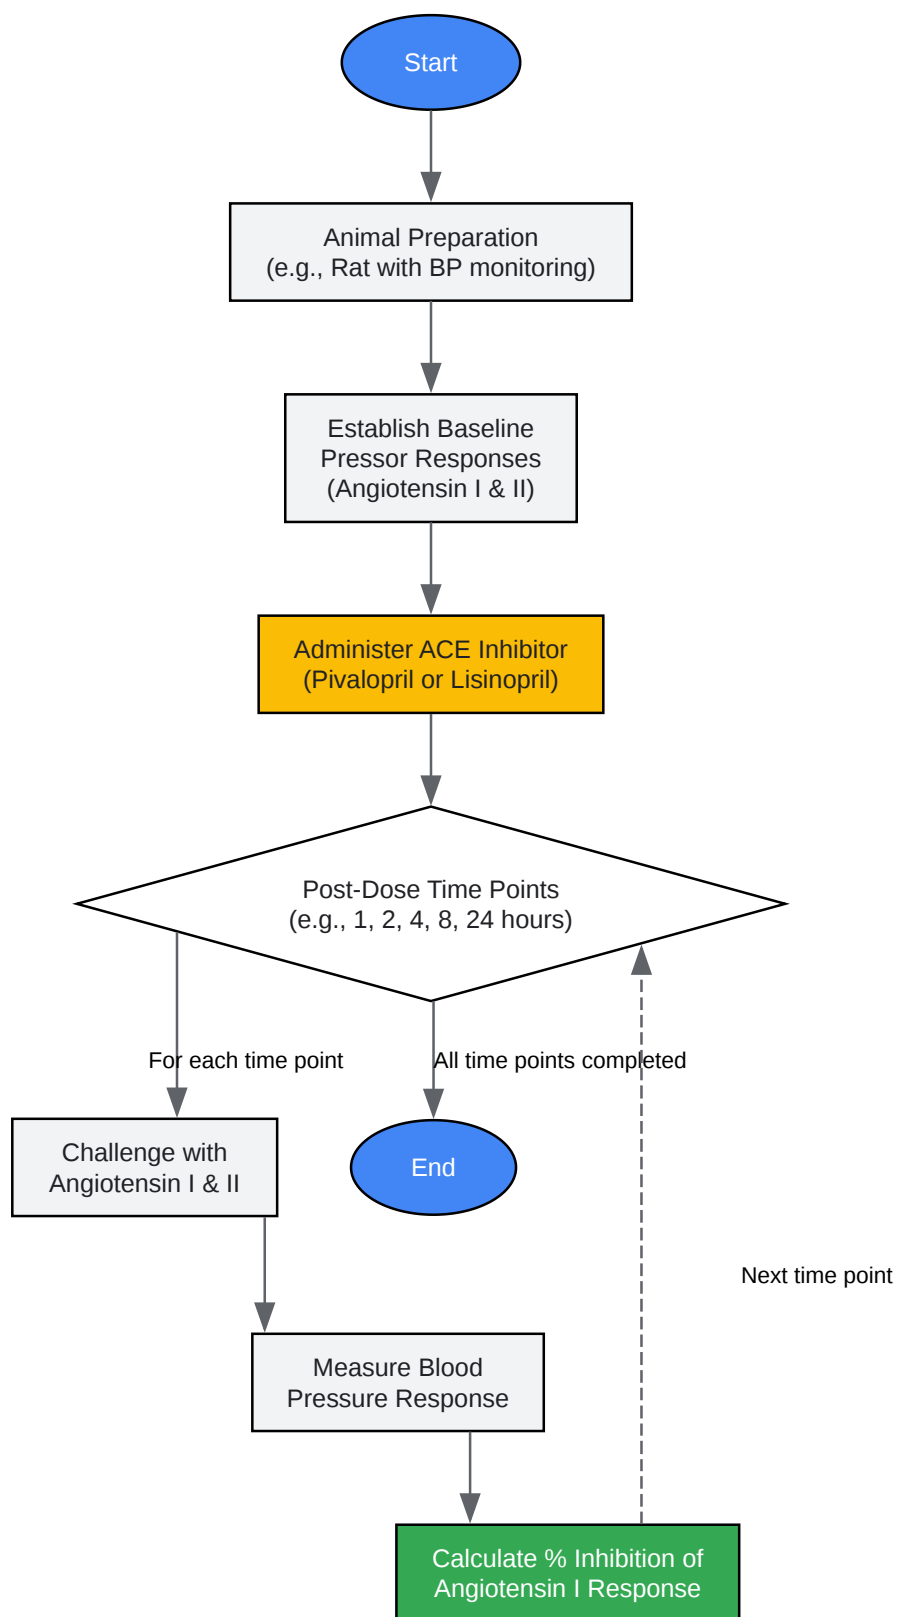 Start
Animal Preparation
(e.g., Rat with BP monitoring)
Establish Baseline
Pressor Responses
(Angiotensin I & II)
Administer ACE Inhibitor
(Pivalopril or Lisinopril)
Post-Dose Time Points
(e.g., 1, 2, 4, 8, 24 hours)
For each time point
All time points completed
Challenge with
Angiotensin I & II
End
Next time point
Measure Blood
Pressure Response
Calculate % Inhibition of
Angiotensin I Response